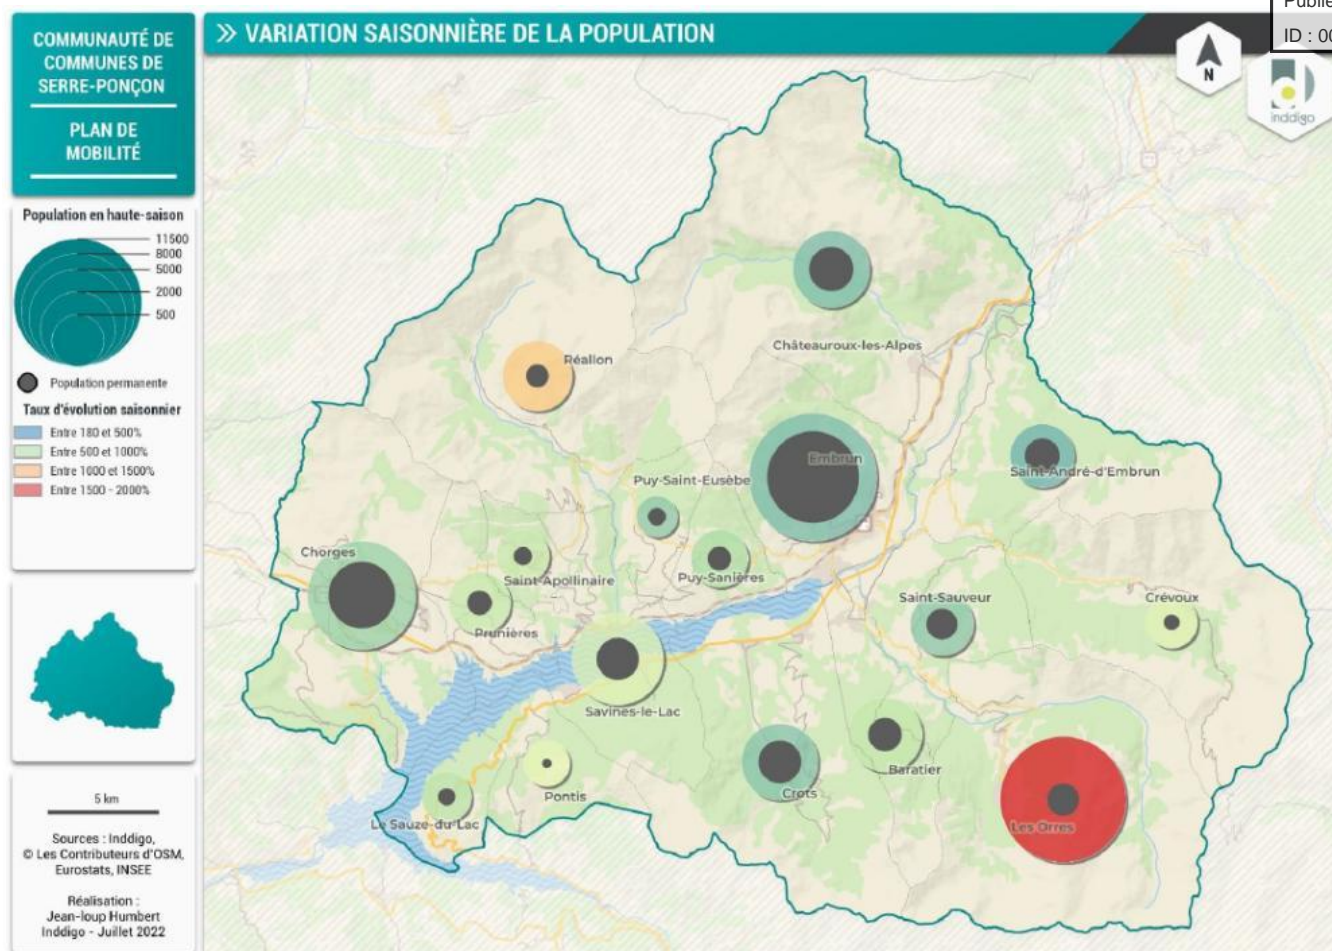 COMMUNAUTÉ DE
COMMUNES DE
SERRE-PONÇON
PLAN DE
MOBILITÉ
» VARIATION SAISONNIÈRE DE LA POPULATION
ID : 00
N
inddigo
Population en haute-saison
11500
8000
5000
2000
500
Population permanente
Taux d'évolution saisonnier
Entre 180 et 500%
Entre 500 et 1000%
Entre 1000 et 1500%
Entre 1500 - 2000%
5 km
Sources : Inddigo,
© Les Contributeurs d'OSM,
Eurostats, INSEE
Réalisation :
Jean-loup Humbert
Inddigo - Juillet 2022
Châteauroux-les-Alpes
Réallon
Embrun
Saint-André-d'Embrun
Puy-Saint-Eusèbe
Chorges
Saint-Apollinaire
Puy-Sanières
Prunières
Saint-Sauveur
Crévoux
Savines-le-Lac
Baratier
Crots
Pontis
Le Sauze-du-Lac
Les Orres